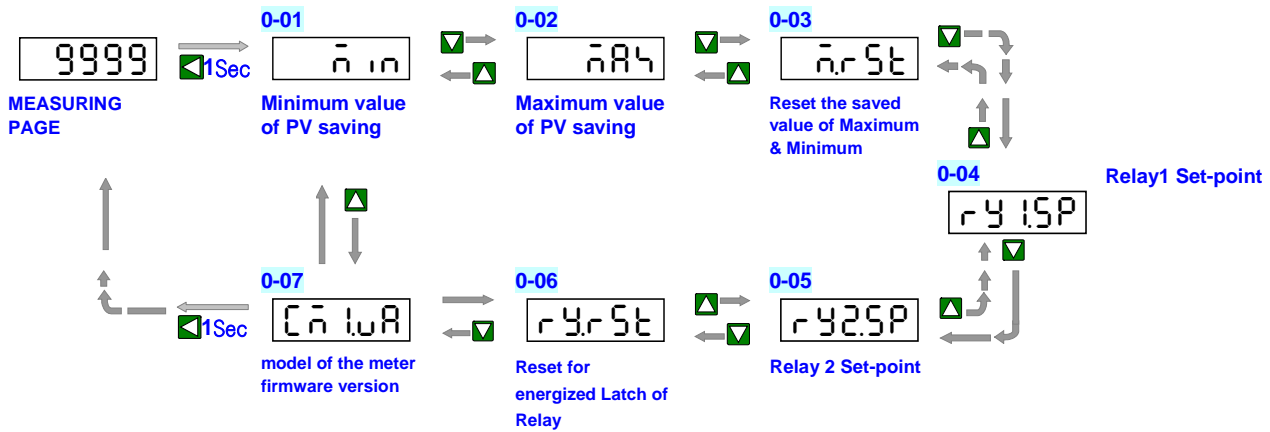 0-01
0-02
0-03
9999
1Sec
m in
mAX
m.rSt
MEASURING
PAGE
Minimum value
of PV saving
Maximum value
of PV saving
Reset the saved
value of Maximum
& Minimum
0-04
Relay1 Set-point
ry1.SP
0-07
0-06
0-05
1Sec
Cm1.uA
ry.rSt
ry2.SP
model of the meter
firmware version
Reset for
energized Latch of
Relay
Relay 2 Set-point